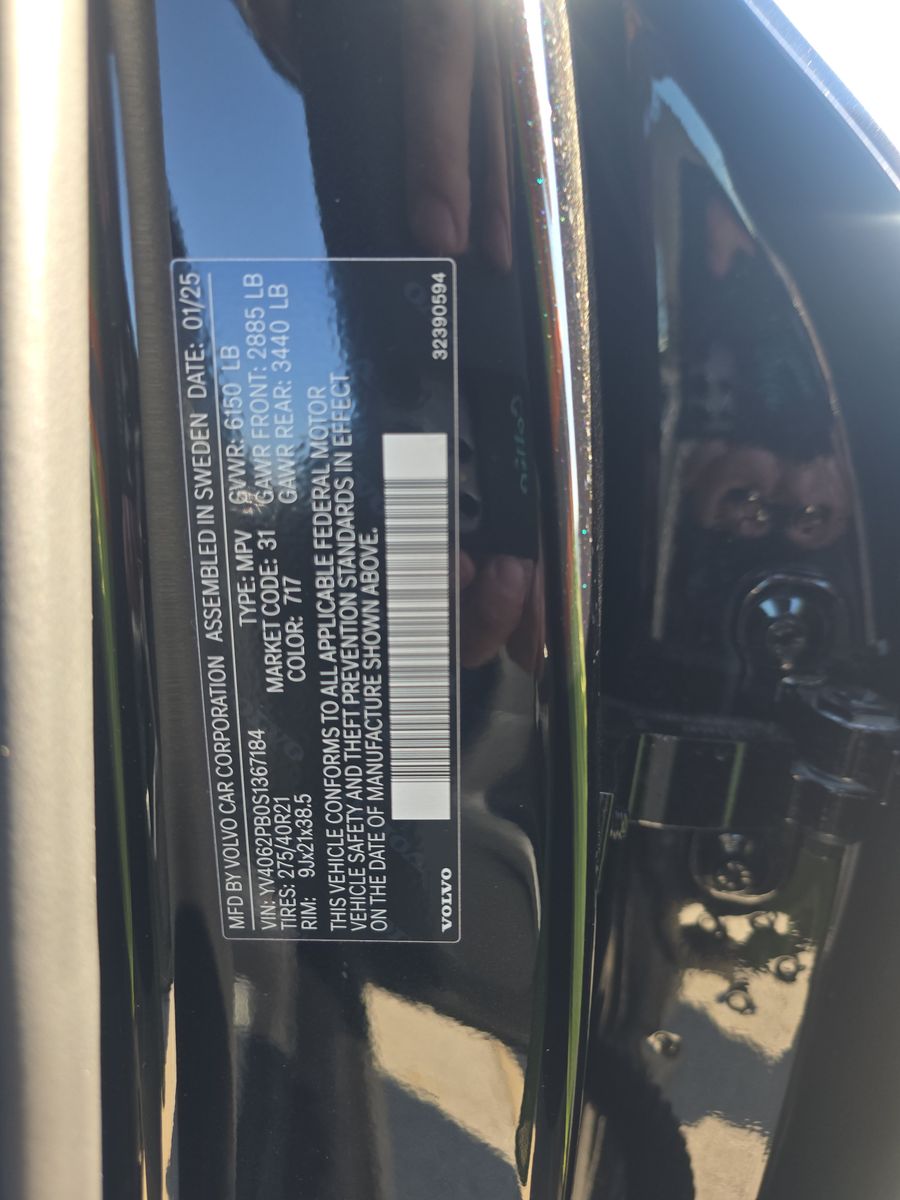 MFD BY VOLVO CAR CORPORATION ASSEMBLED IN SWEDEN DATE: 01/25
VIN: YV4062PB0S1367184 TYPE: MPV GVWR: 6150 LB
TIRES: 275/40R21 MARKET CODE: 31 GAWR FRONT: 2885 LB
RIM: 9Jx21x38.5 COLOR: 717 GAWR REAR: 3440 LB
THIS VEHICLE CONFORMS TO ALL APPLICABLE FEDERAL MOTOR
VEHICLE SAFETY AND THEFT PREVENTION STANDARDS IN EFFECT
ON THE DATE OF MANUFACTURE SHOWN ABOVE.
VOLVO 32390594